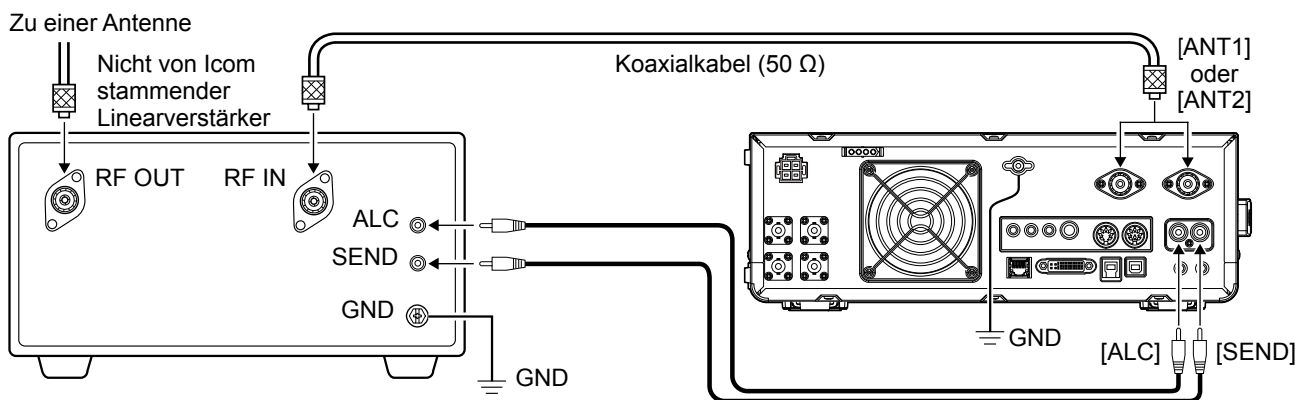 Zu einer Antenne
Nicht von Icom
stammender
Linearverstärker
Koaxialkabel (50 Ω)
[ANT1]
oder
[ANT2]
RF OUT
RF IN
ALC
SEND
GND
GND
GND
[ALC]
[SEND]